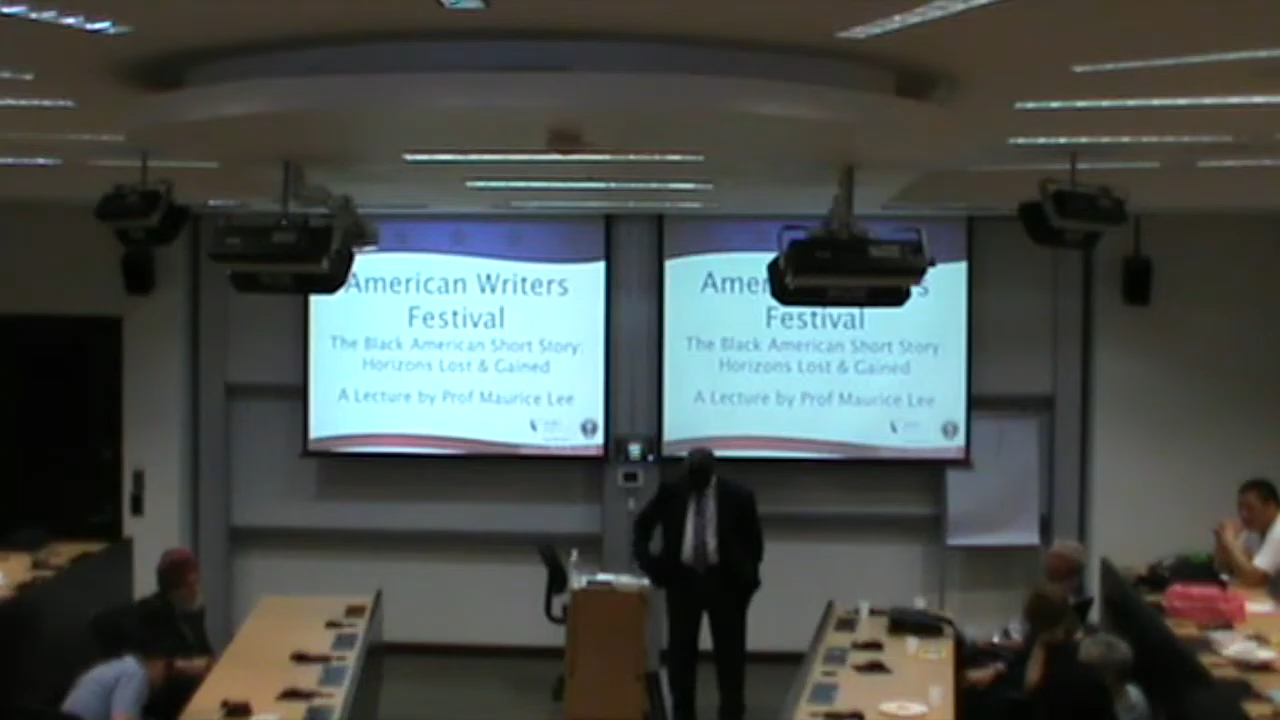 American Writers
Festival
The Black American Short Story:
Horizons Lost & Gained
A Lecture by Prof Maurice Lee
Amer s
Festival
The Black American Short Story
Horizons Lost & Gained
A Lecture by Prof Maurice Lee